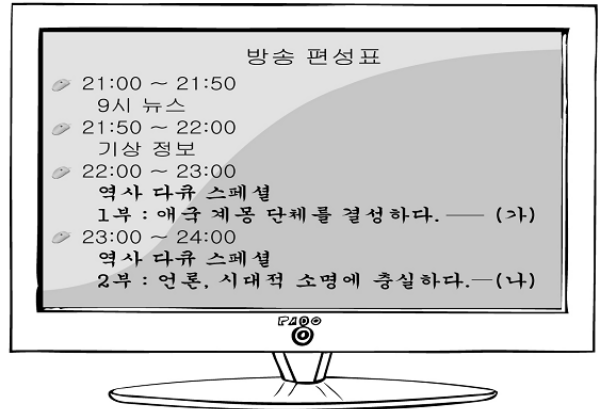 방송 편성표
21:00 ~ 21:50
9시 뉴스
21:50 ~ 22:00
기상 정보
22:00 ~ 23:00
역사 다큐 스페셜
1부 : 애국 계몽 단체를 결성하다. ── (가)
23:00 ~ 24:00
역사 다큐 스페셜
2부 : 언론, 시대적 소명에 충실하다.─(나)
PADO